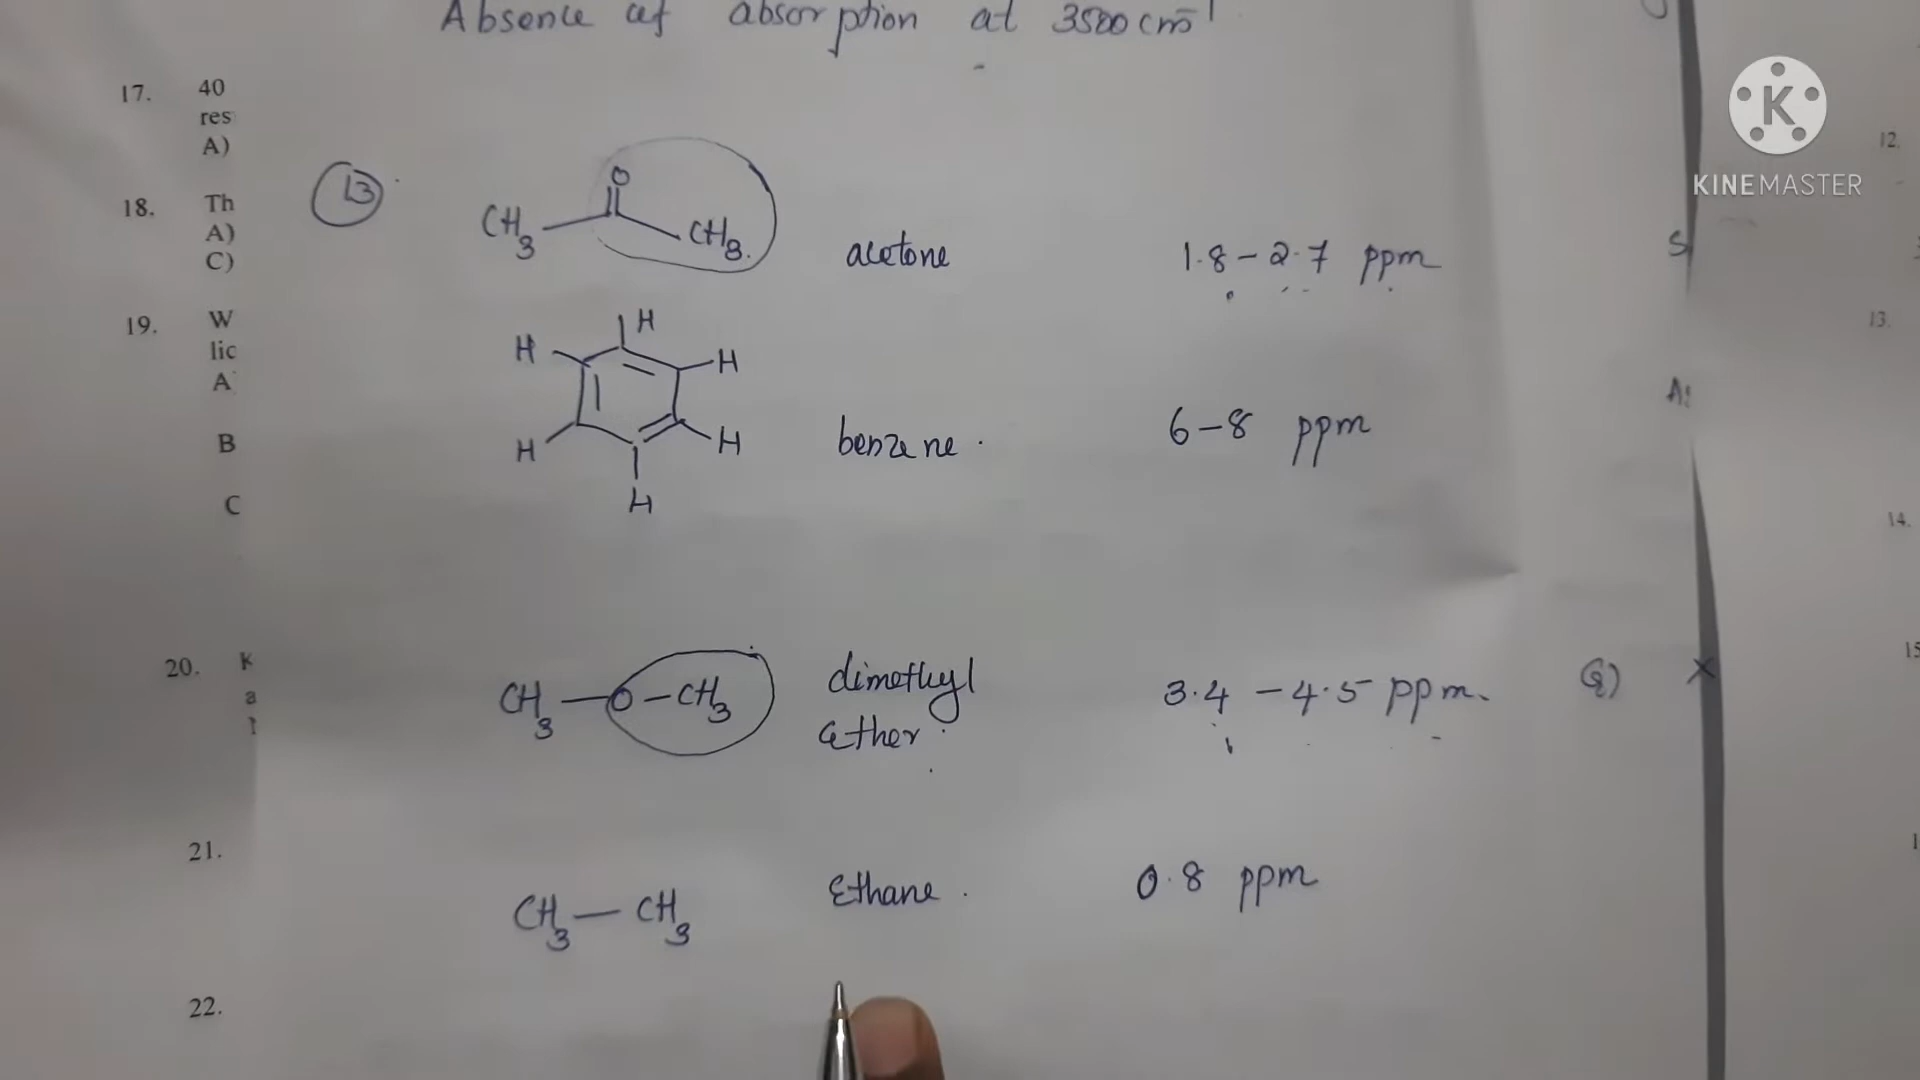 Absence of absorption at 3500 cm⁻¹
17. 40
res
A)
18. Th
A)
C)
19. W
lic
A
B
C
20. K
a
21.
22.
13
O
CH3 CH3. acetone 1.8 – 2.7 ppm
H
H H
H H
H
benzene. 6 – 8 ppm
CH3 – O – CH3 dimethyl
ether.
3.4 – 4.5 ppm.
CH3 – CH3 Ethane. 0.8 ppm
K
KINEMASTER
12.
S
13.
A:
14.
15
X